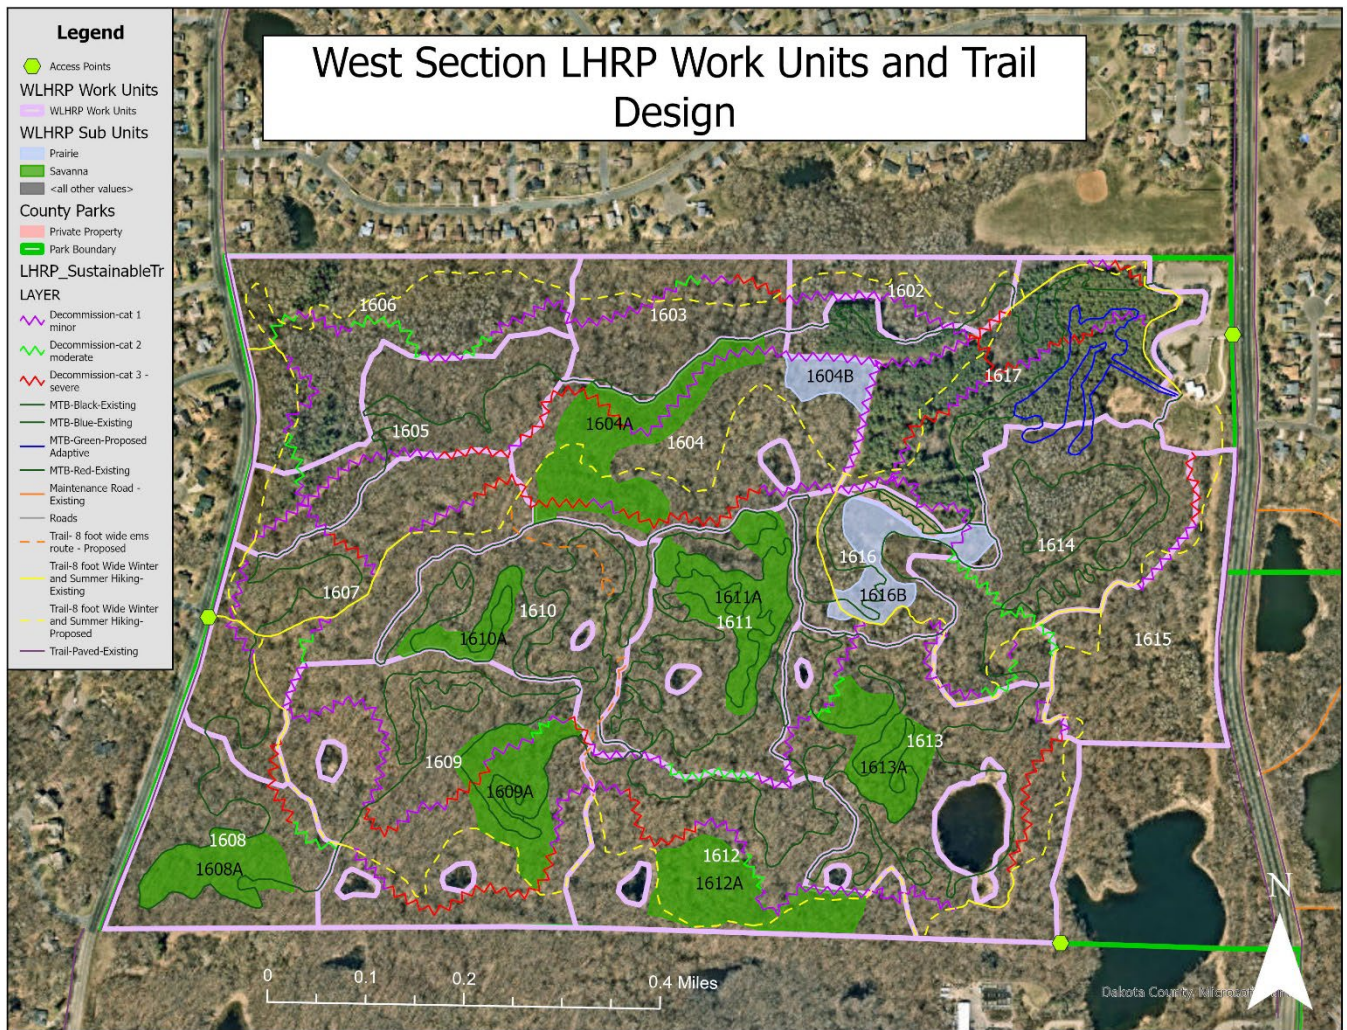 Legend
Access Points
WLHRP Work Units
WLHRP Work Units
WLHRP Sub Units
Prairie
Savanna
<all other values>
County Parks
Private Property
Park Boundary
LHRP_SustainableTr
LAYER
Decommission-cat 1
minor
Decommission-cat 2
moderate
Decommission-cat 3 -
severe
MTB-Black-Existing
MTB-Blue-Existing
MTB-Green-Proposed
Adaptive
MTB-Red-Existing
Maintenance Road -
Existing
Roads
Trail- 8 foot wide ems
route - Proposed
Trail-8 foot Wide Winter
and Summer Hiking-
Existing
Trail-8 foot Wide Winter
and Summer Hiking-
Proposed
Trail-Paved-Existing
West Section LHRP Work Units and Trail
Design
1606
1603
1602
1617
1604B
1604A
1604
1605
1614
1616
1616B
1607
1610
1610A
1611A
1611
1615
1609
1609A
1613
1613A
1608
1608A
1612
1612A
N
0 0.1 0.2 0.4 Miles
Dakota County, Microsoft